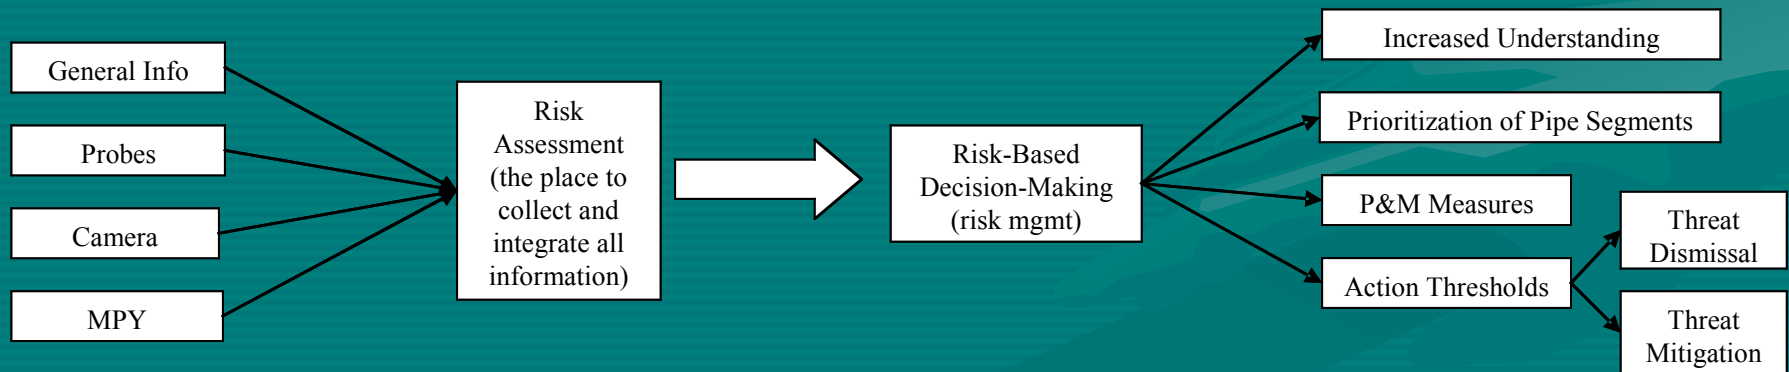 General Info
Probes
Camera
MPY
Risk
Assessment
(the place to
collect and
integrate all
information)
Risk-Based
Decision-Making
(risk mgmt)
Increased Understanding
Prioritization of Pipe Segments
P&M Measures
Action Thresholds
Threat
Dismissal
Threat
Mitigation